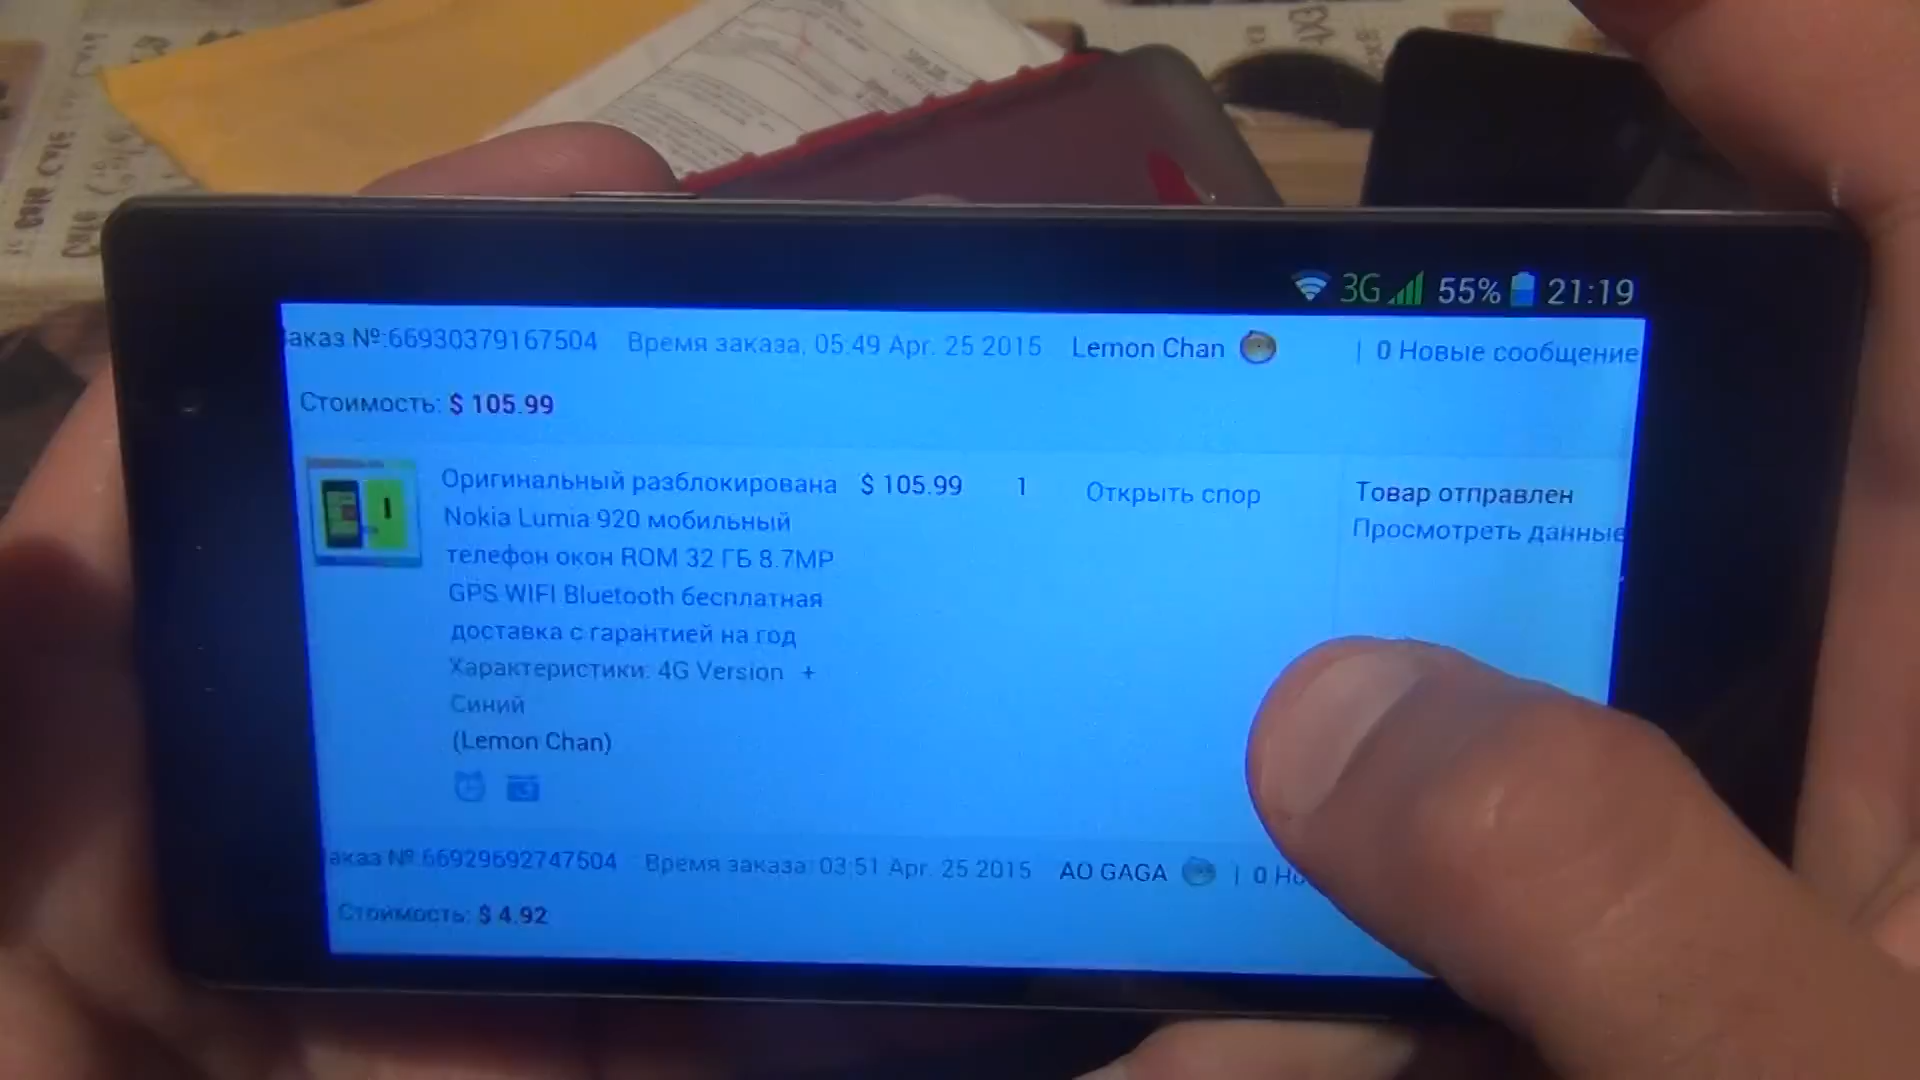 3G 55% 21:19
аказ №:66930379167504 Время заказа: 05:49 Apr. 25 2015 Lemon Chan | 0 Новые сообщение
Стоимость: $ 105.99
Оригинальный разблокирована $ 105.99 1 Открыть спор Товар отправлен
Nokia Lumia 920 мобильный Просмотреть данные
телефон окон ROM 32 ГБ 8.7MP
GPS WIFI Bluetooth бесплатная
доставка с гарантией на год
Характеристики: 4G Version +
Синий
(Lemon Chan)
аказ №:66929692747504 Время заказа: 03:51 Apr. 25 2015 AO GAGA | 0 Но
Стоимость: $ 4.92